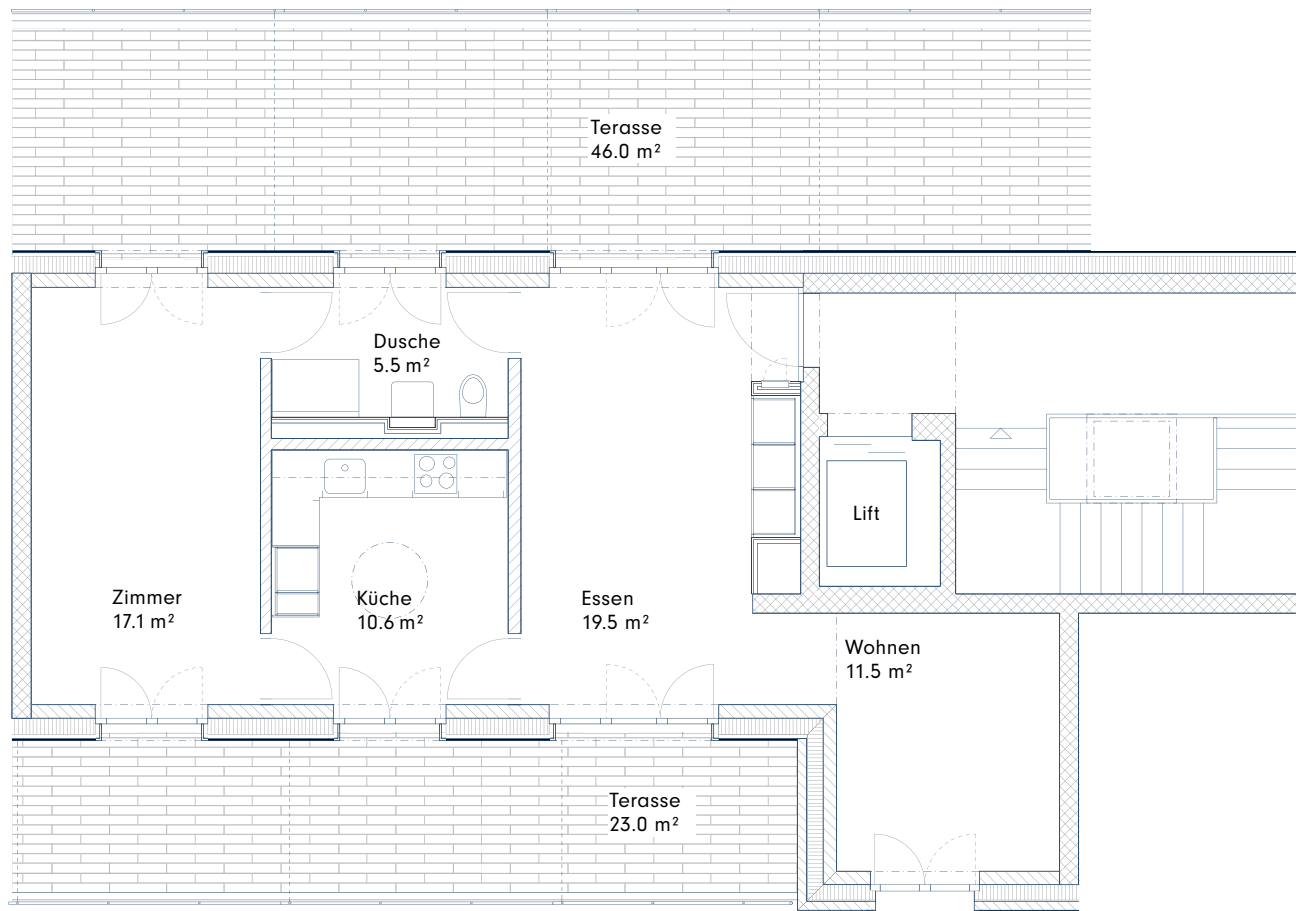 Terasse
46.0 m²
Dusche
5.5 m²
Lift
Zimmer
17.1 m²
Küche
10.6 m²
Essen
19.5 m²
Wohnen
11.5 m²
Terasse
23.0 m²